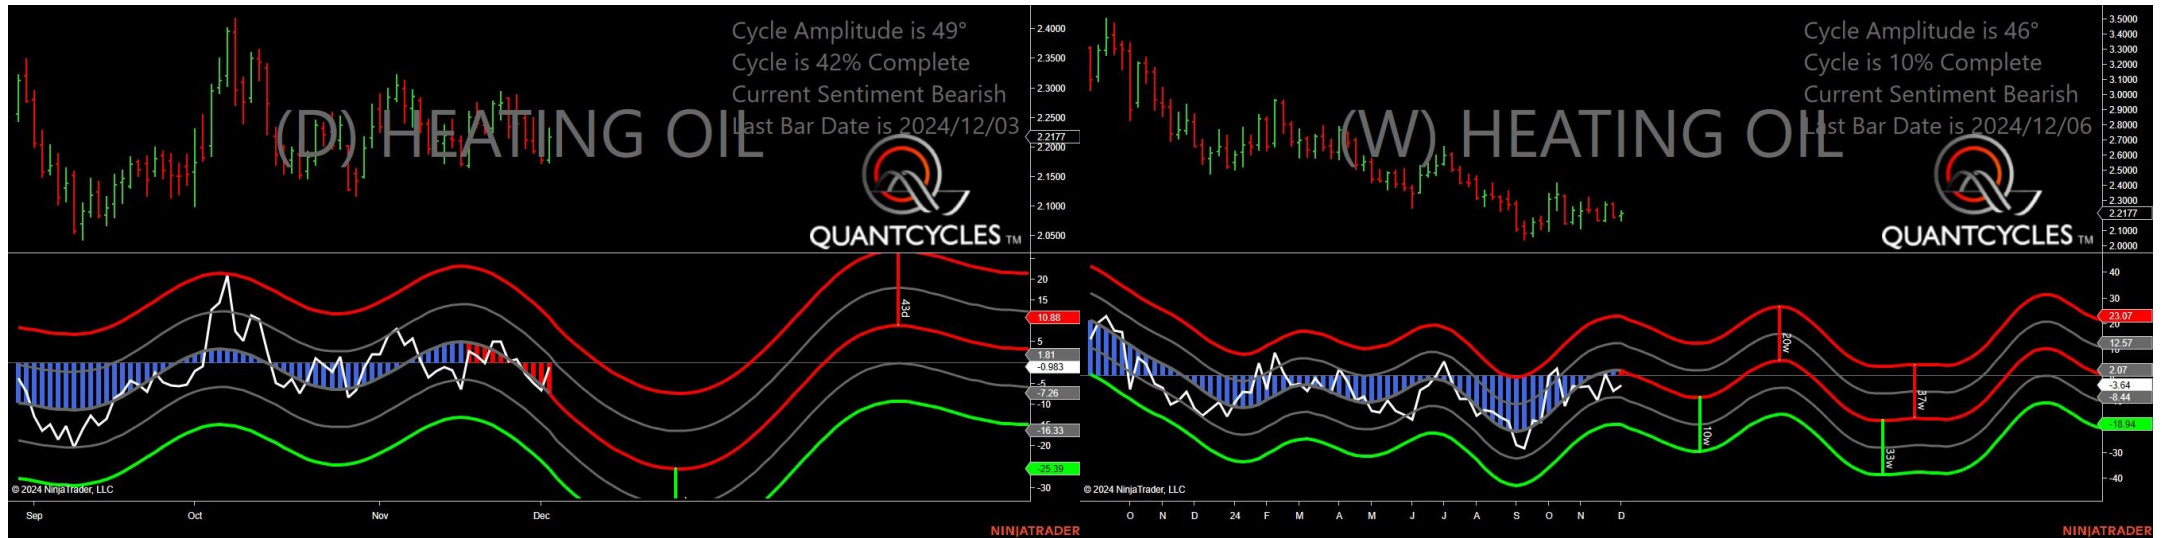 Cycle Amplitude is 49°
Cycle is 42% Complete
Current Sentiment Bearish
Last Bar Date is 2024/12/03
(D) HEATING OIL
QUANTCYCLES TM
2.4000
2.3500
2.3000
2.2500
2.2177
2.2000
2.1500
2.1000
2.0500
43d
20
15
10.88
5
1.81
-0.983
-5
-7.26
-10
-16.33
-20
-25.39
-30
© 2024 NinjaTrader, LLC
Sep Oct Nov Dec
NINJATRADER
Cycle Amplitude is 46°
Cycle is 10% Complete
Current Sentiment Bearish
Last Bar Date is 2024/12/06
(W) HEATING OIL
QUANTCYCLES TM
3.5000
3.4000
3.3000
3.2000
3.1000
3.0000
2.9000
2.8000
2.7000
2.6000
2.5000
2.4000
2.3000
2.2177
2.1000
2.0000
20w
37w
10w
33w
40
30
23.07
20
12.57
10
2.07
-3.64
-8.44
-18.94
-30
-40
© 2024 NinjaTrader, LLC
O N D 24 F M A M J J A S O N D
NINJATRADER